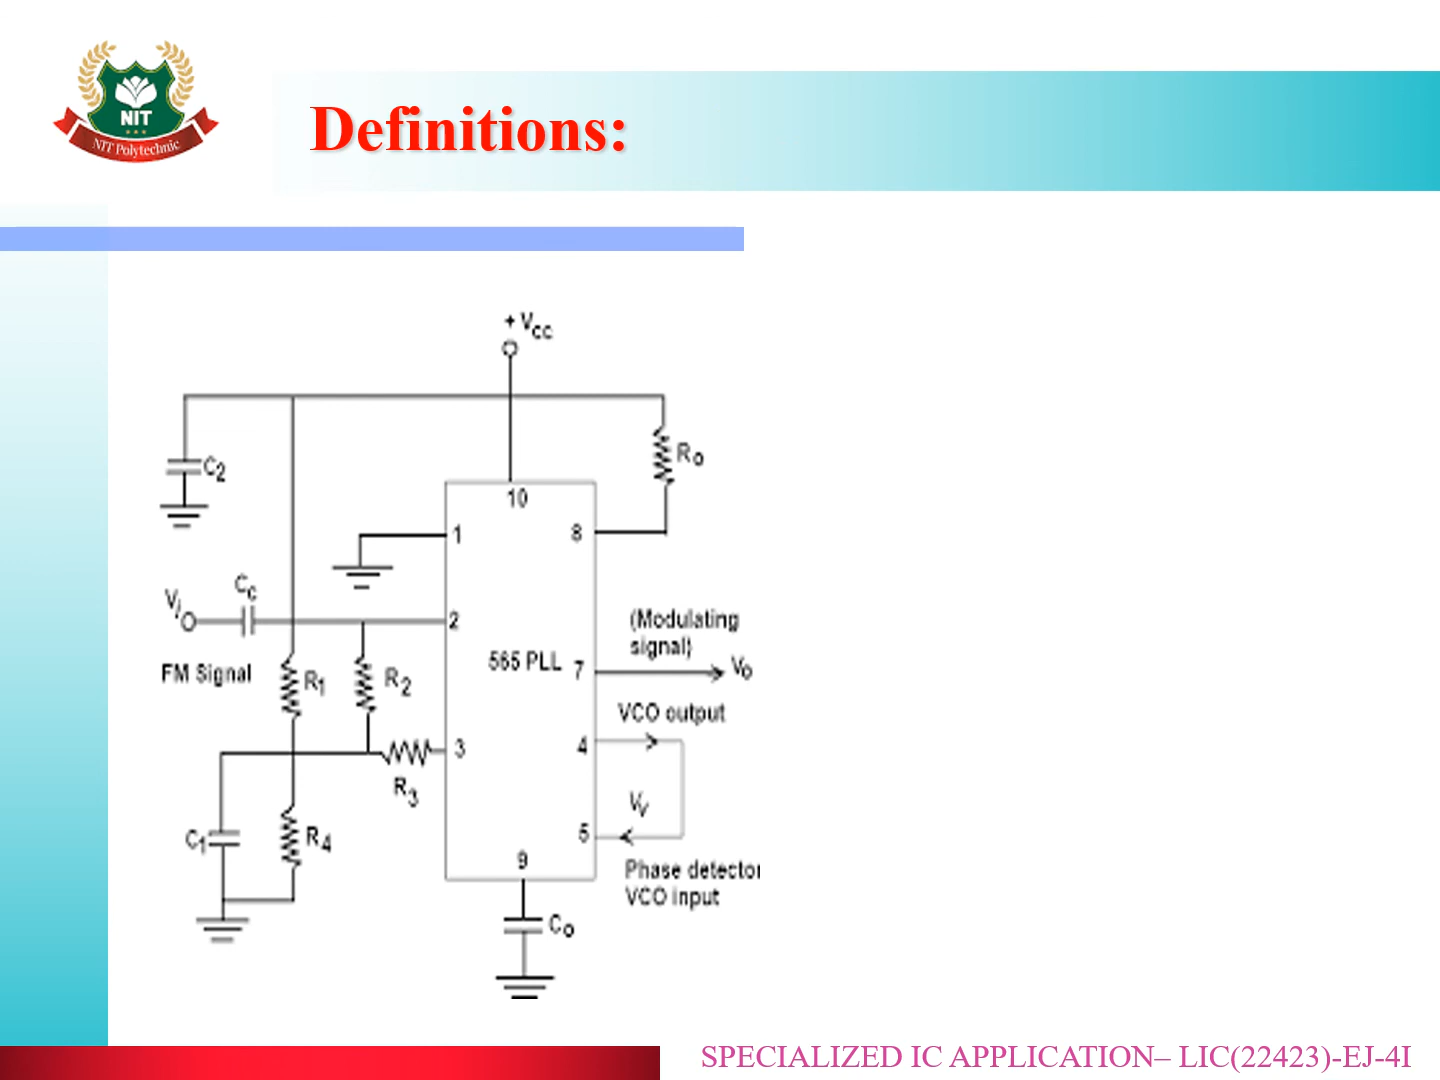 NIT
NIT Polytechnic
Definitions:
+ Vcc
C2
Ro
10
1
8
Vi
Cc
2
(Modulating
signal)
FM Signal
R1
R2
565 PLL
7
Vo
VCO output
3
4
R3
Vv
C1
R4
5
9
Phase detector
VCO input
Co
SPECIALIZED IC APPLICATION– LIC(22423)-EJ-4I